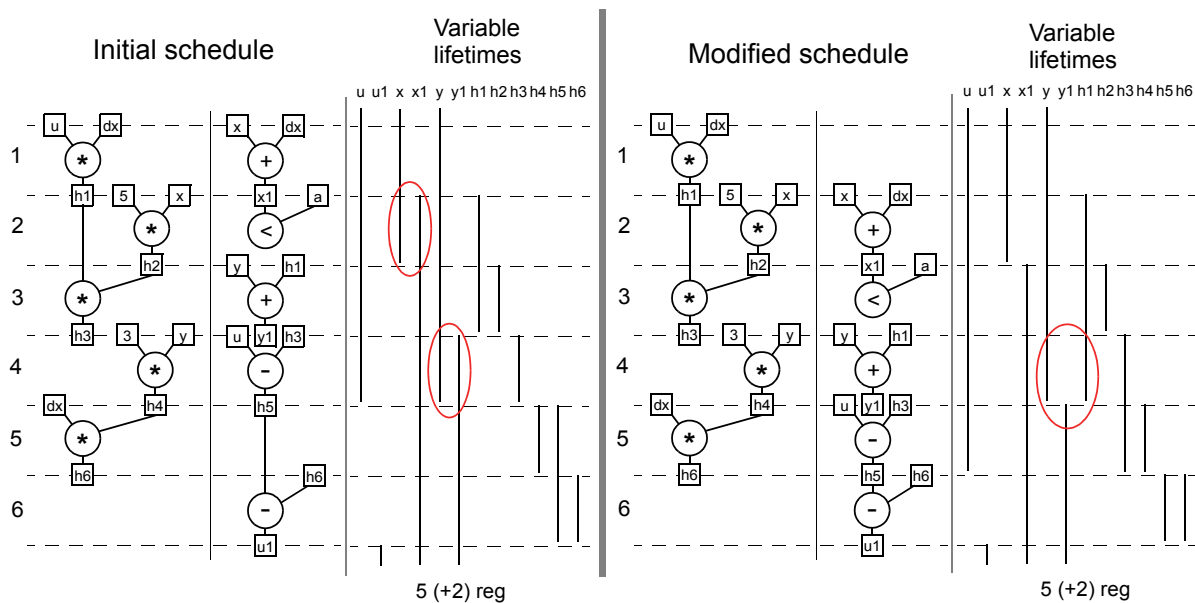 Initial schedule
Variable
lifetimes
u u1 x x1 y y1 h1 h2 h3 h4 h5 h6
u dx x dx
1 * +
h1 5 x x1 a
2 * <
h2 y h1
3 * +
h3 3 y u y1 h3
4 * -
dx h4 h5
5 *
h6 h6
6 -
u1
5 (+2) reg
Modified schedule
Variable
lifetimes
u u1 x x1 y y1 h1 h2 h3 h4 h5 h6
u dx
1 *
h1 5 x x dx
2 * +
h2 x1 a
3 * <
h3 3 y y h1
4 * +
dx h4 u y1 h3
5 * -
h6 h5 h6
6 -
u1
5 (+2) reg